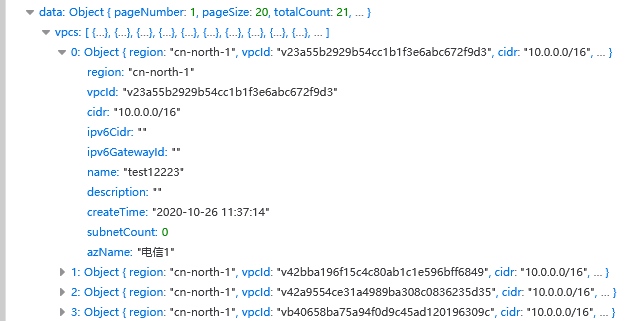 data: Object { pageNumber: 1, pageSize: 20, totalCount: 21, … }
vpcs: [ {…}, {…}, {…}, {…}, {…}, {…}, {…}, {…}, {…}, {…}, … ]
0: Object { region: "cn-north-1", vpcId: "v23a55b2929b54cc1b1f3e6abc672f9d3", cidr: "10.0.0.0/16", … }
region: "cn-north-1"
vpcId: "v23a55b2929b54cc1b1f3e6abc672f9d3"
cidr: "10.0.0.0/16"
ipv6Cidr: ""
ipv6GatewayId: ""
name: "test12223"
description: ""
createTime: "2020-10-26 11:37:14"
subnetCount: 0
azName: "电信1"
1: Object { region: "cn-north-1", vpcId: "v42bba196f15c4c80ab1c1e596bff6849", cidr: "10.0.0.0/16", … }
2: Object { region: "cn-north-1", vpcId: "v42a9554ce31a4989ba308c0836235d35", cidr: "10.0.0.0/16", … }
3: Object { region: "cn-north-1", vpcId: "vb40658ba75a94f0d9c45ad120196309c", cidr: "10.0.0.0/16", … }